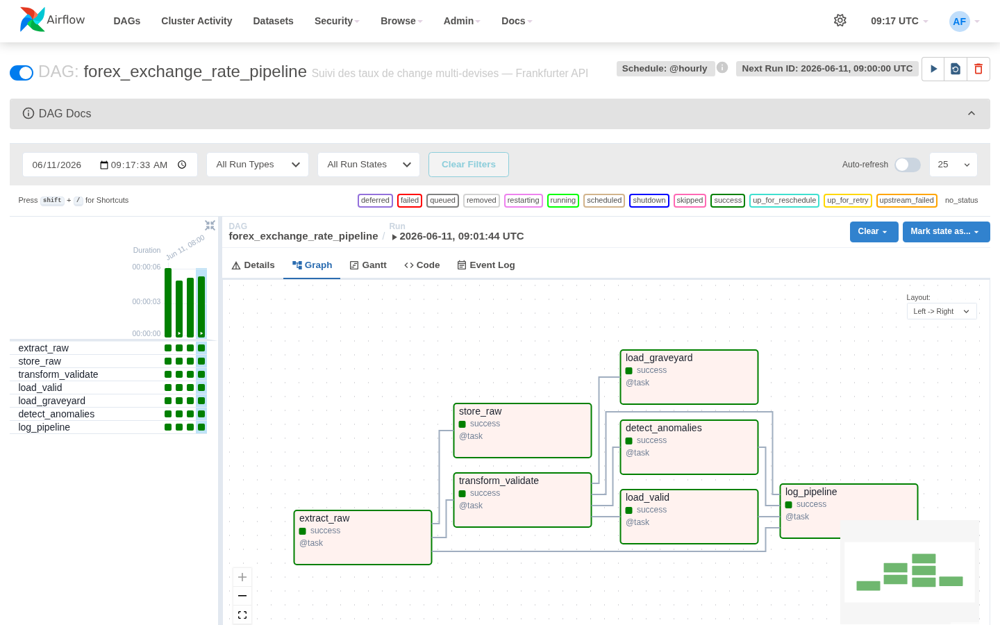 Airflow
DAGs
Cluster Activity
Datasets
Security
Browse
Admin
Docs
09:17 UTC
AF
DAG: forex_exchange_rate_pipeline Suivi des taux de change multi-devises — Frankfurter API
Schedule: @hourly
Next Run ID: 2026-06-11, 09:00:00 UTC
DAG Docs
06/11/2026 09:17:33 AM
All Run Types
All Run States
Clear Filters
Auto-refresh
25
Press shift + / for Shortcuts
deferred
failed
queued
removed
restarting
running
scheduled
shutdown
skipped
success
up_for_reschedule
up_for_retry
upstream_failed
no_status
Duration
Jun 11, 08:00
00:00:06
00:00:03
00:00:00
extract_raw
store_raw
transform_validate
load_valid
load_graveyard
detect_anomalies
log_pipeline
DAG
forex_exchange_rate_pipeline
/
Run
2026-06-11, 09:01:44 UTC
Clear
Mark state as...
Details
Graph
Gantt
Code
Event Log
Layout:
Left -> Right
load_graveyard
success
@task
store_raw
success
@task
detect_anomalies
success
@task
transform_validate
success
@task
load_valid
success
@task
log_pipeline
success
@task
extract_raw
success
@task